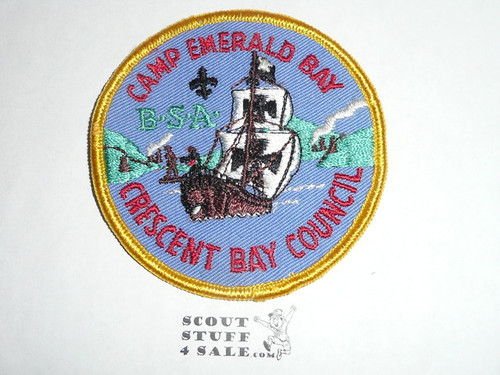 CAMP EMERALD BAY
B·S·A·
CRESCENT BAY COUNCIL
SCOUT
STUFF
4 SALE.COM